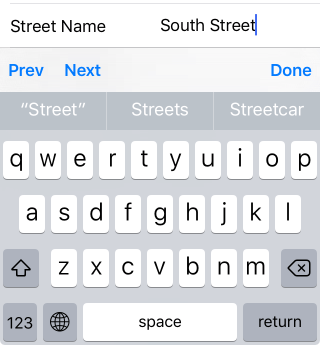 Street Name South Street
Prev Next Done
“Street” Streets Streetcar
q w e r t y u i o p
a s d f g h j k l
z x c v b n m
123 space return